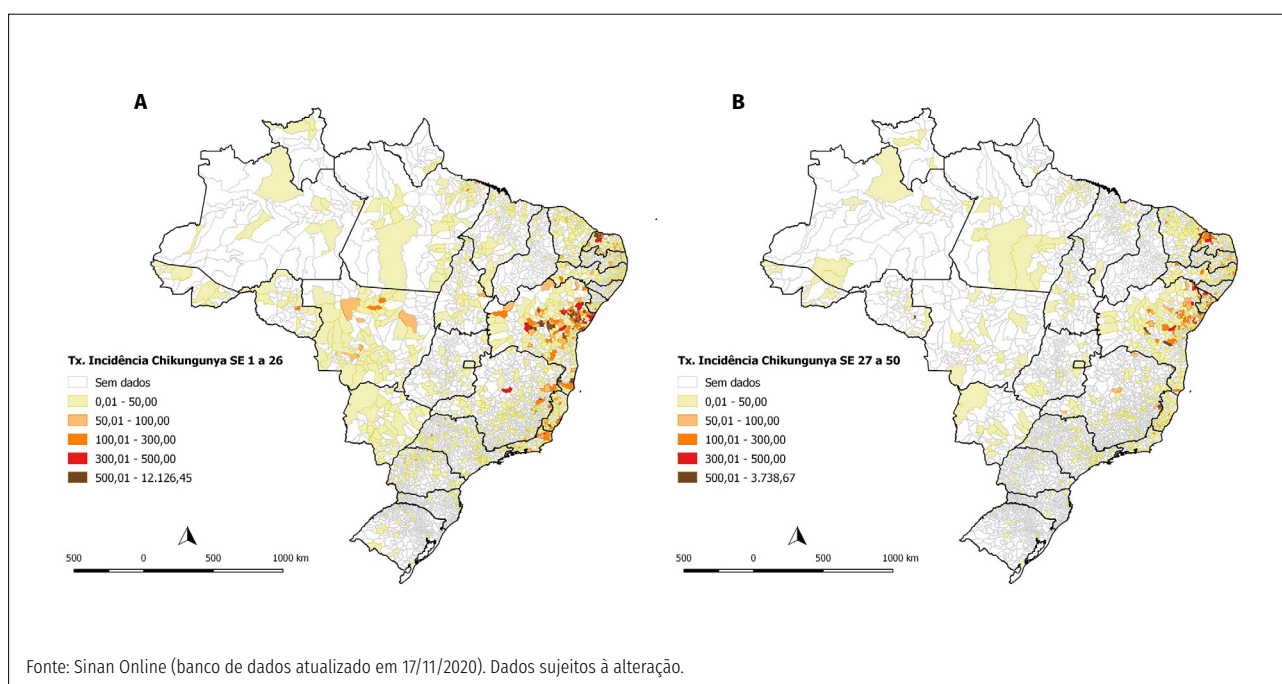 A
Tx. Incidência Chikungunya SE 1 a 26
Sem dados
0,01 - 50,00
50,01 - 100,00
100,01 - 300,00
300,01 - 500,00
500,01 - 12.126,45
500 0 500 1000 km
B
Tx. Incidência Chikungunya SE 27 a 50
Sem dados
0,01 - 50,00
50,01 - 100,00
100,01 - 300,00
300,01 - 500,00
500,01 - 3.738,67
500 0 500 1000 km
Fonte: Sinan Online (banco de dados atualizado em 17/11/2020). Dados sujeitos à alteração.